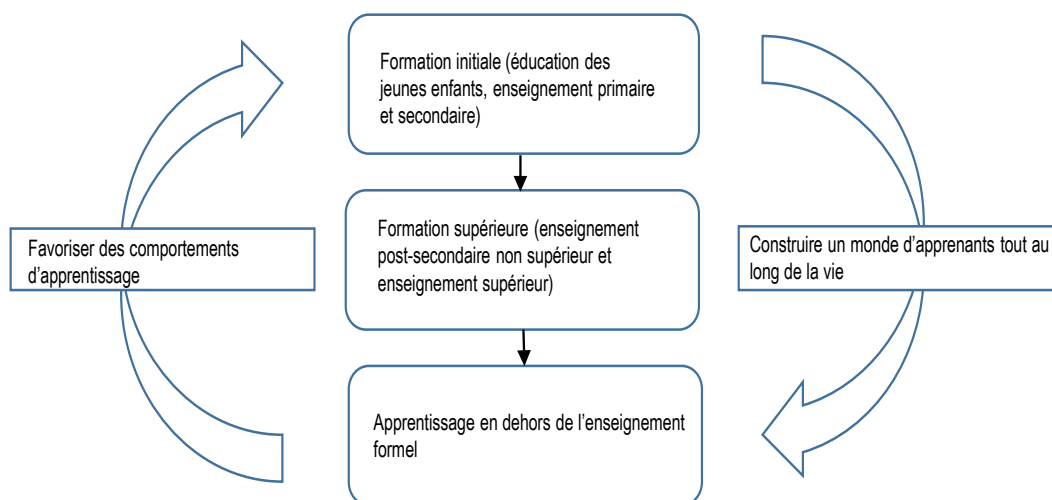 Formation initiale (éducation des
jeunes enfants, enseignement primaire
et secondaire)
Formation supérieure (enseignement
post-secondaire non supérieur et
enseignement supérieur)
Favoriser des comportements
d’apprentissage
Construire un monde d’apprenants tout au
long de la vie
Apprentissage en dehors de l’enseignement
formel